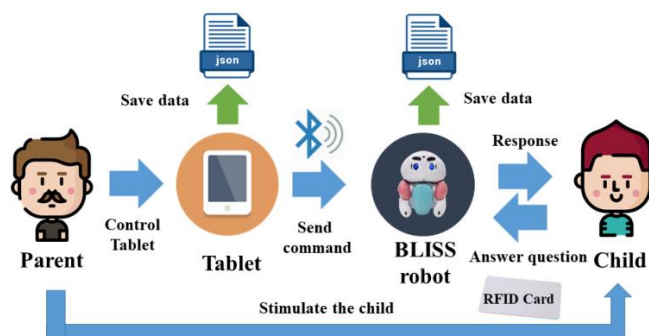 json
json
Save data
Save data
Response
Control
Tablet
Send
command
Answer question
Parent
Tablet
BLISS
robot
Child
RFID Card
Stimulate the child